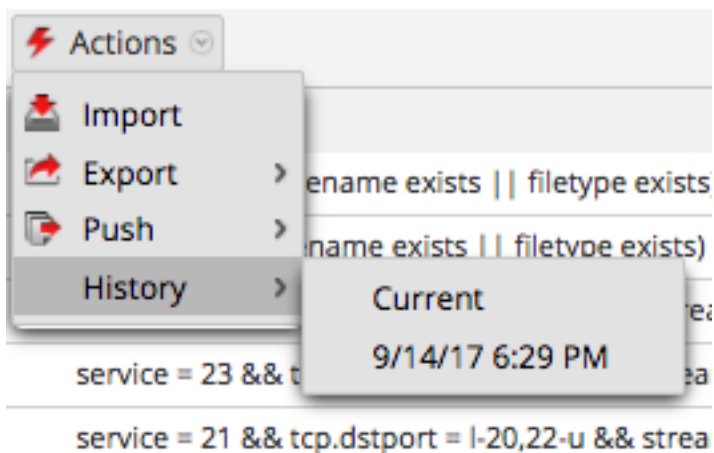 Actions
Import
Export
ename exists || filetype exists)
Push
name exists || filetype exists)
History
Current
9/14/17 6:29 PM
service = 23 && t
service = 21 && tcp.dstport = l-20,22-u && strea